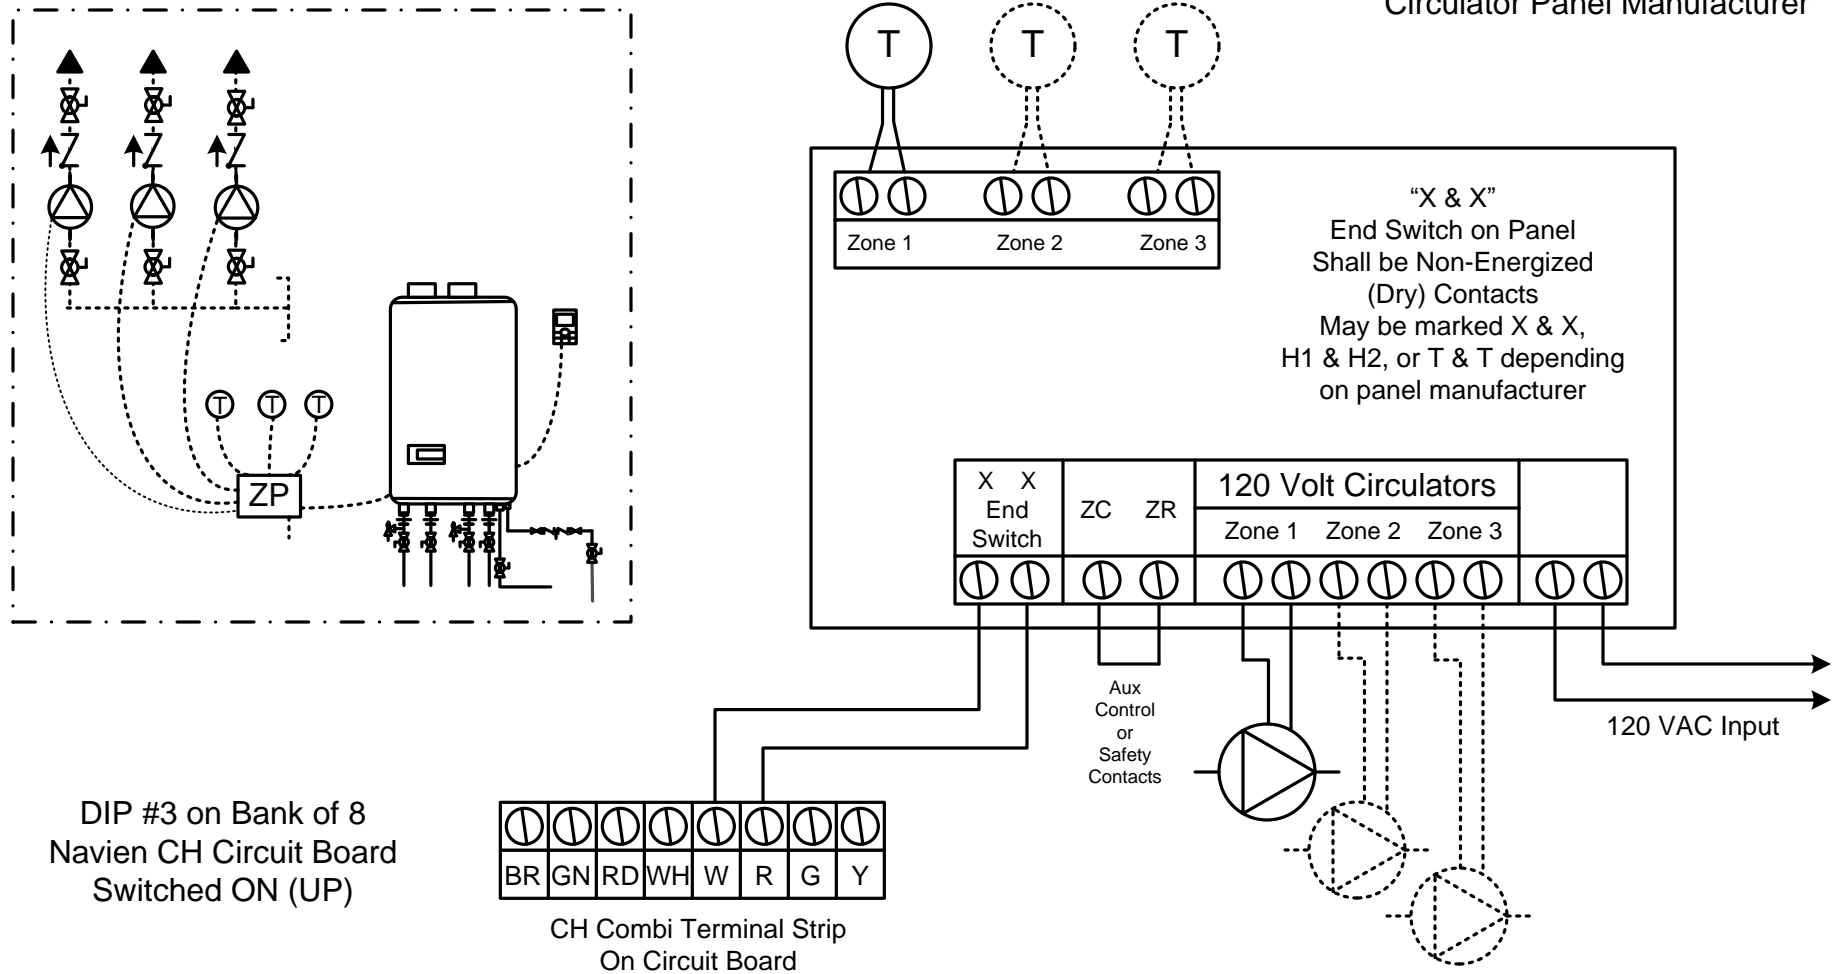 Circulator Panel Manufacturer
T T T
Zone 1 Zone 2 Zone 3
“X & X”
End Switch on Panel
Shall be Non-Energized
(Dry) Contacts
May be marked X & X,
H1 & H2, or T & T depending
on panel manufacturer
T T T
ZP
X X
End
Switch
ZC ZR
120 Volt Circulators
Zone 1 Zone 2 Zone 3
Aux
Control
or
Safety
Contacts
120 VAC Input
DIP #3 on Bank of 8
Navien CH Circuit Board
Switched ON (UP)
BR GN RD WH W R G Y
CH Combi Terminal Strip
On Circuit Board